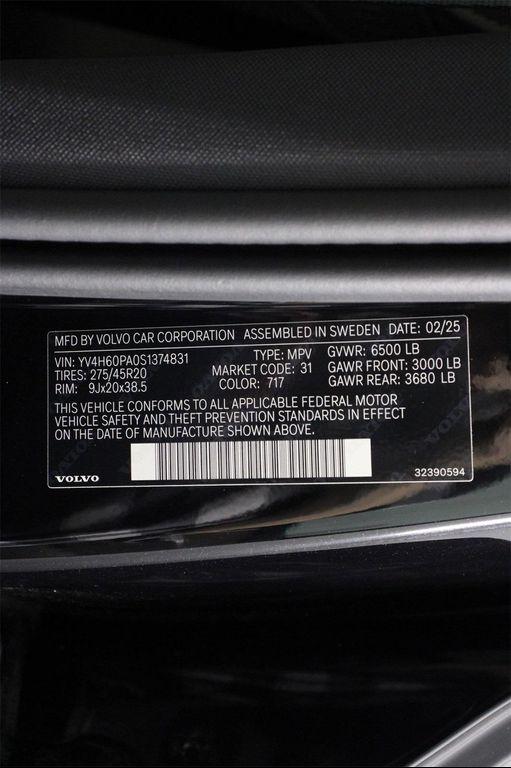 MFD BY VOLVO CAR CORPORATION ASSEMBLED IN SWEDEN DATE: 02/25
VIN: YV4H60PA0S1374831 TYPE: MPV GVWR: 6500 LB
TIRES: 275/45R20 MARKET CODE: 31 GAWR FRONT: 3000 LB
RIM: 9Jx20x38.5 COLOR: 717 GAWR REAR: 3680 LB
THIS VEHICLE CONFORMS TO ALL APPLICABLE FEDERAL MOTOR
VEHICLE SAFETY AND THEFT PREVENTION STANDARDS IN EFFECT
ON THE DATE OF MANUFACTURE SHOWN ABOVE.
VOLVO 32390594